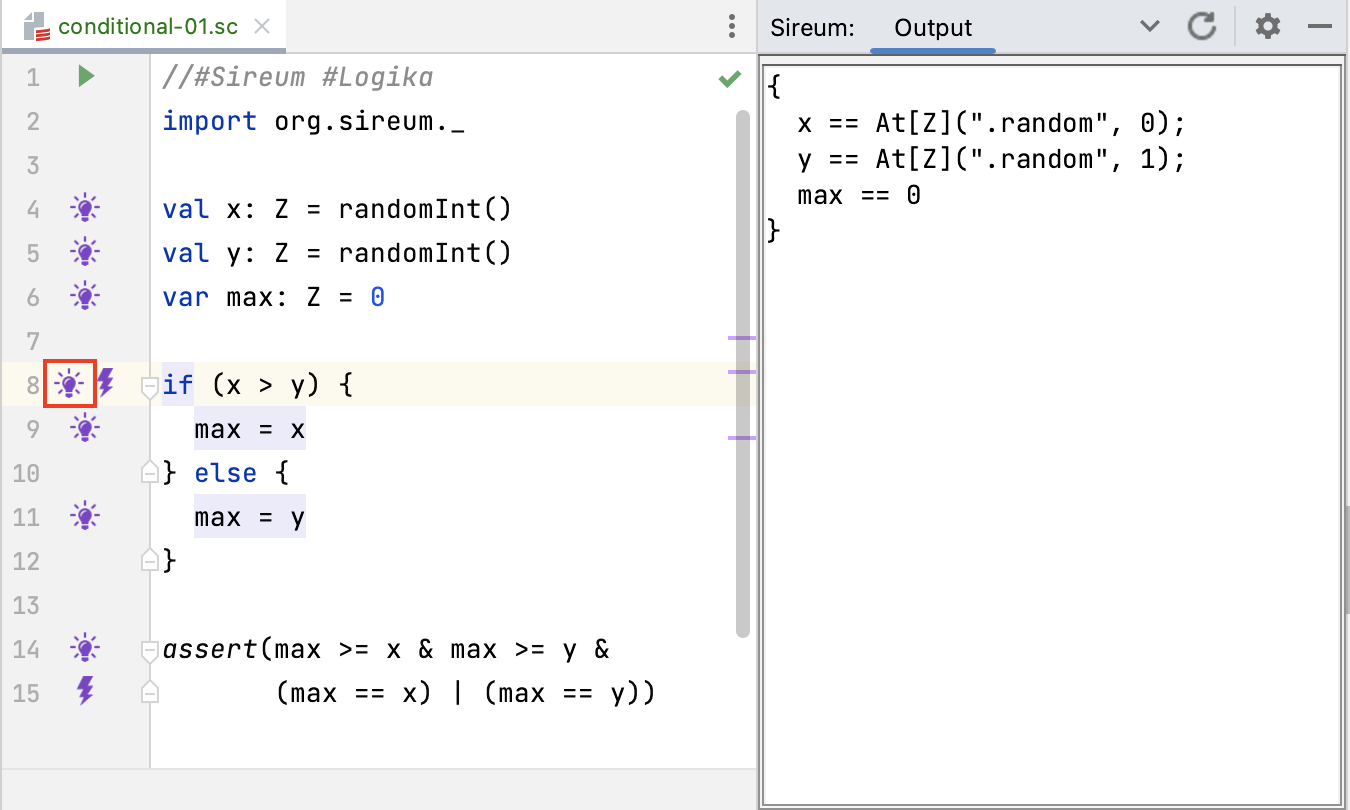 conditional-01.sc
Sireum: Output
1 //#Sireum #Logika
2 import org.sireum._
3
4 val x: Z = randomInt()
5 val y: Z = randomInt()
6 var max: Z = 0
7
8 if (x > y) {
9 max = x
10 } else {
11 max = y
12 }
13
14 assert(max >= x & max >= y &
15 (max == x) | (max == y))
{
x == At[Z](".random", 0);
y == At[Z](".random", 1);
max == 0
}